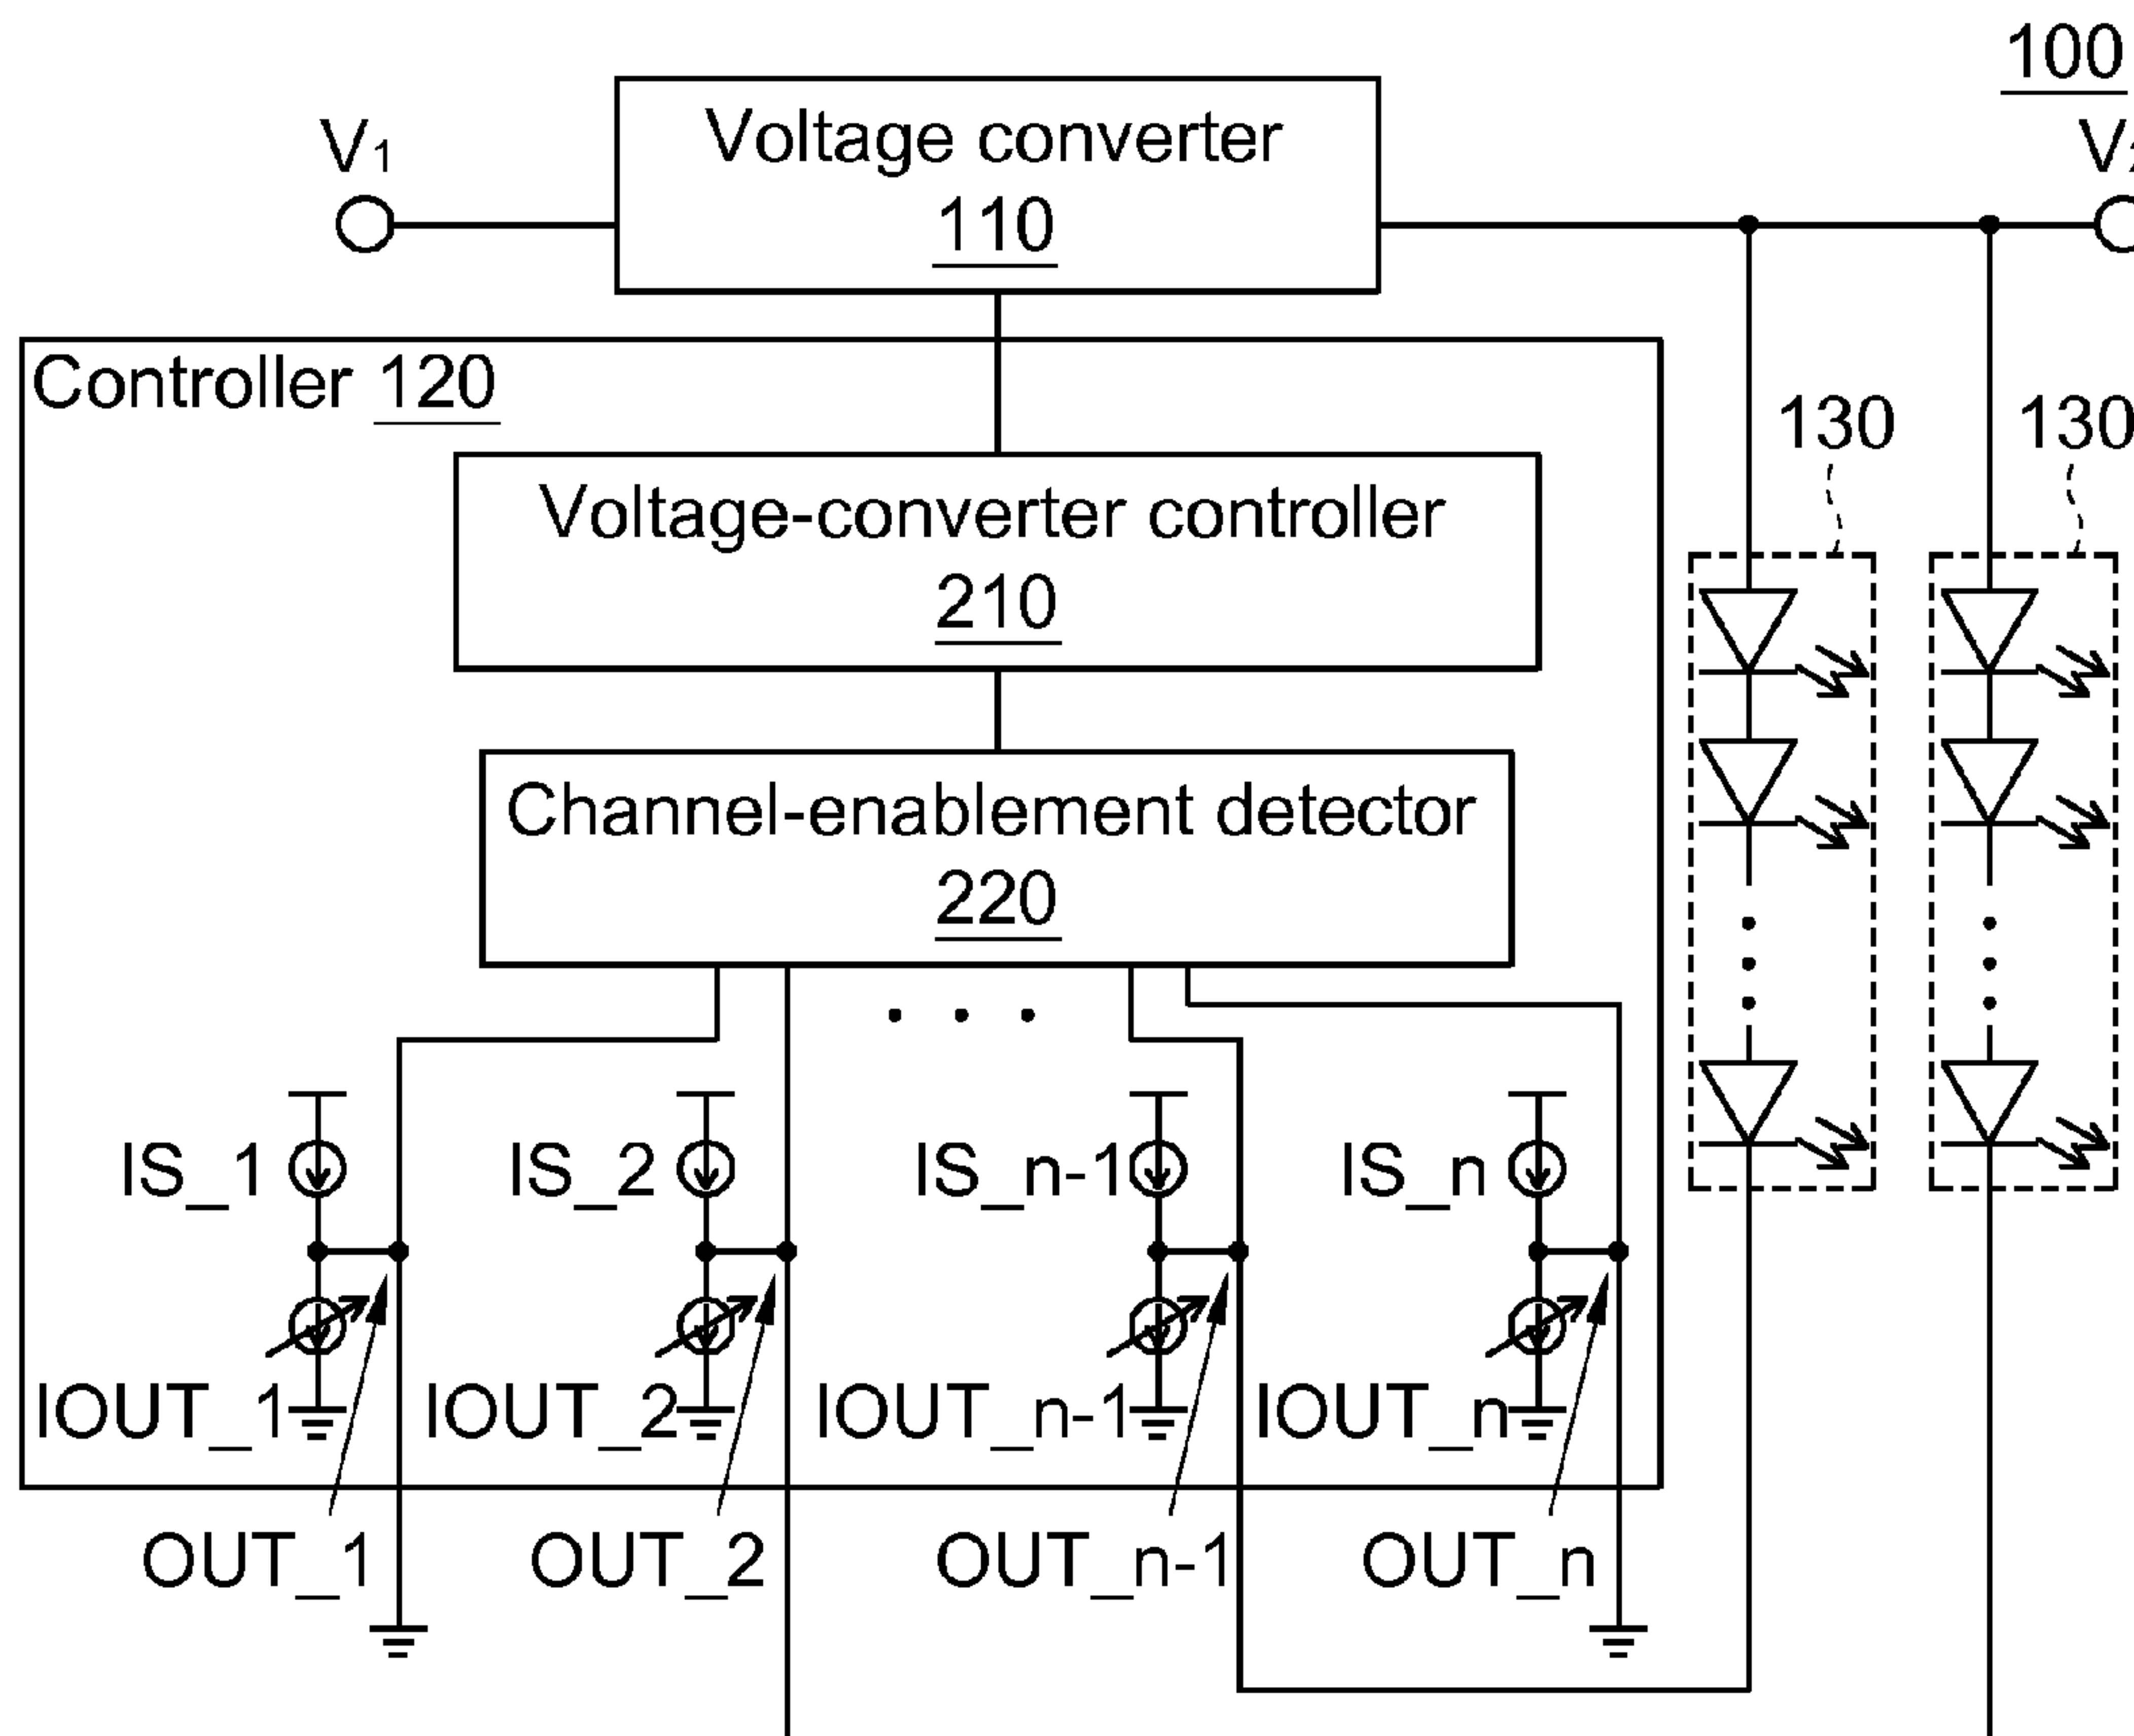 100
V1
Voltage converter
110
V2
Controller 120
130
130
Voltage-converter controller
210
Channel-enablement detector
220
IS_1
IS_2
IS_n-1
IS_n
IOUT_1
IOUT_2
IOUT_n-1
IOUT_n
OUT_1
OUT_2
OUT_n-1
OUT_n